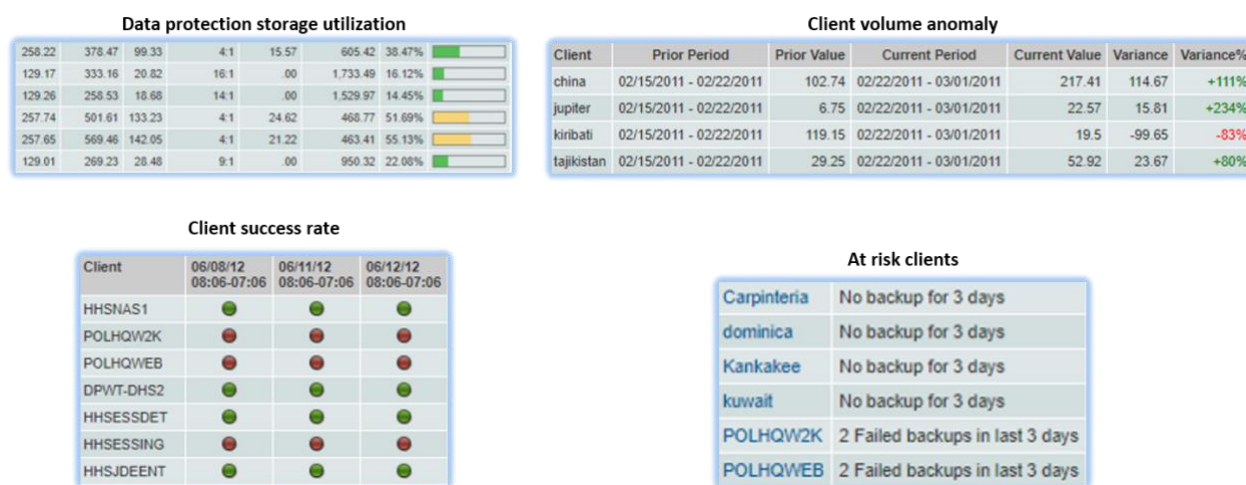 Data protection storage utilization
258.22 378.47 99.33 4:1 15.57 605.42 38.47%
129.17 333.16 20.82 16:1 .00 1,733.49 16.12%
129.26 258.53 18.68 14:1 .00 1,529.97 14.45%
257.74 501.61 133.23 4:1 24.62 468.77 51.69%
257.65 569.46 142.05 4:1 21.22 463.41 55.13%
129.01 269.23 28.48 9:1 .00 950.32 22.08%
Client volume anomaly
Client Prior Period Prior Value Current Period Current Value Variance Variance%
china 02/15/2011 - 02/22/2011 102.74 02/22/2011 - 03/01/2011 217.41 114.67 +111%
jupiter 02/15/2011 - 02/22/2011 6.75 02/22/2011 - 03/01/2011 22.57 15.81 +234%
kiribati 02/15/2011 - 02/22/2011 119.15 02/22/2011 - 03/01/2011 19.5 -99.65 -83%
tajikistan 02/15/2011 - 02/22/2011 29.25 02/22/2011 - 03/01/2011 52.92 23.67 +80%
Client success rate
Client 06/08/12 06/11/12 06/12/12
08:06-07:06 08:06-07:06 08:06-07:06
HHSNAS1
POLHQW2K
POLHQWEB
DPWT-DHS2
HHSESSDET
HHSESSING
HHSJDEENT
At risk clients
Carpinteria No backup for 3 days
dominica No backup for 3 days
Kankakee No backup for 3 days
kuwait No backup for 3 days
POLHQW2K 2 Failed backups in last 3 days
POLHQWEB 2 Failed backups in last 3 days